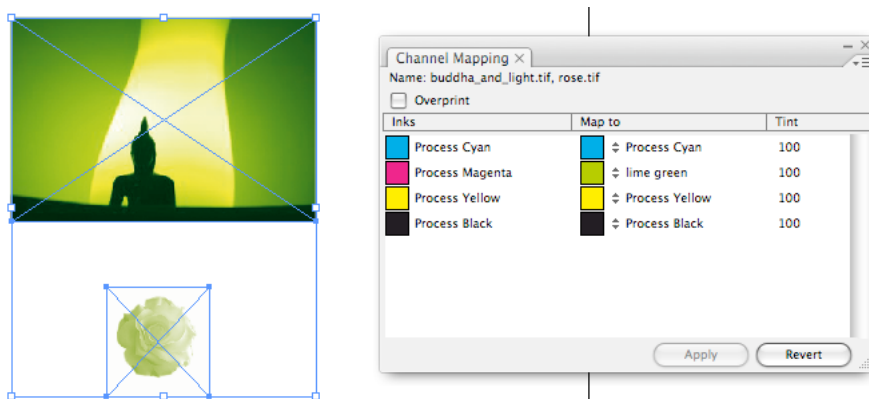 Channel Mapping
Name: buddha_and_light.tif, rose.tif
Overprint
Inks Map to Tint
Process Cyan Process Cyan 100
Process Magenta lime green 100
Process Yellow Process Yellow 100
Process Black Process Black 100
Apply Revert